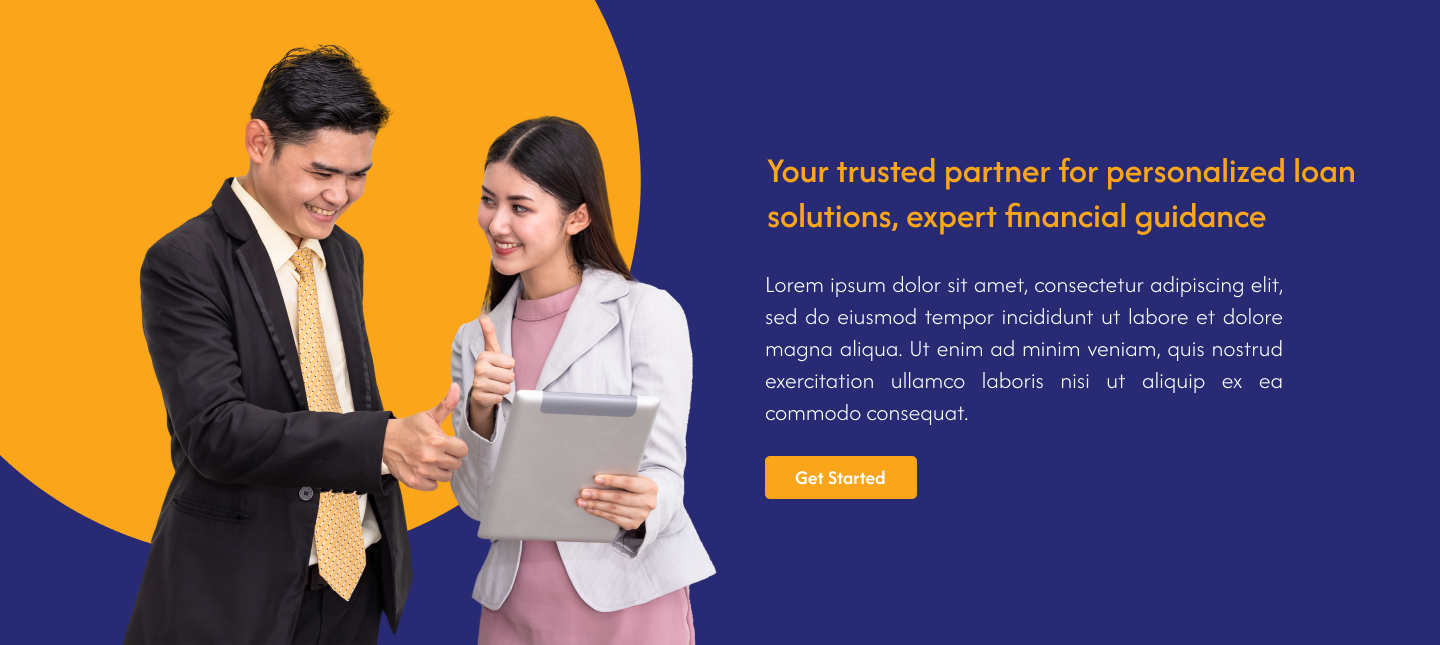 Your trusted partner for personalized loan
solutions, expert financial guidance
Lorem ipsum dolor sit amet, consectetur adipiscing elit,
sed do eiusmod tempor incididunt ut labore et dolore
magna aliqua. Ut enim ad minim veniam, quis nostrud
exercitation ullamco laboris nisi ut aliquip ex ea
commodo consequat.
Get Started